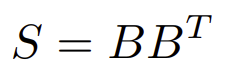 S = BB^T